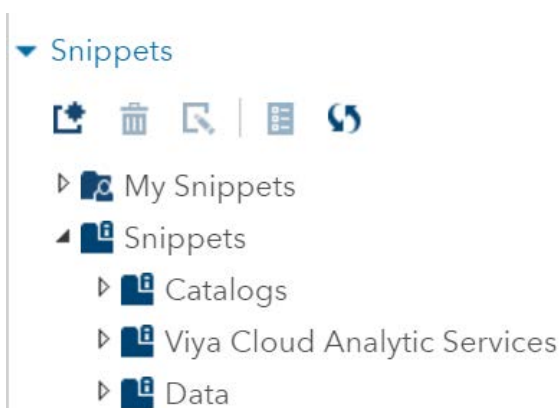 Snippets
My Snippets
Snippets
Catalogs
Viya Cloud Analytic Services
Data